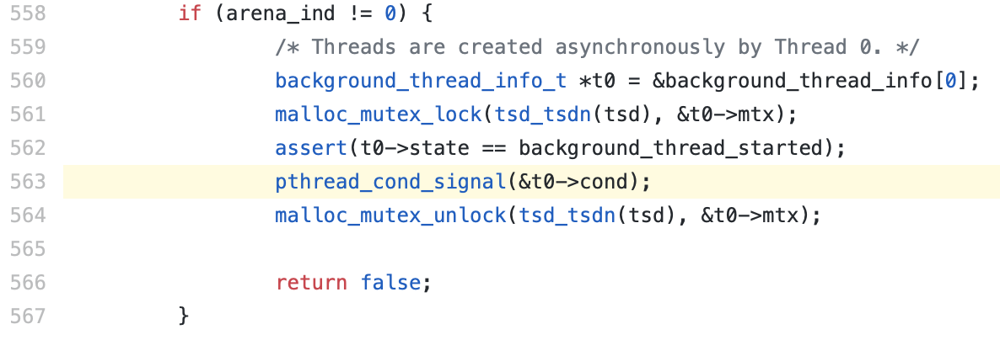 558 if (arena_ind != 0) {
559 /* Threads are created asynchronously by Thread 0. */
560 background_thread_info_t *t0 = &background_thread_info[0];
561 malloc_mutex_lock(tsd_tsdn(tsd), &t0->mtx);
562 assert(t0->state == background_thread_started);
563 pthread_cond_signal(&t0->cond);
564 malloc_mutex_unlock(tsd_tsdn(tsd), &t0->mtx);
565
566 return false;
567 }